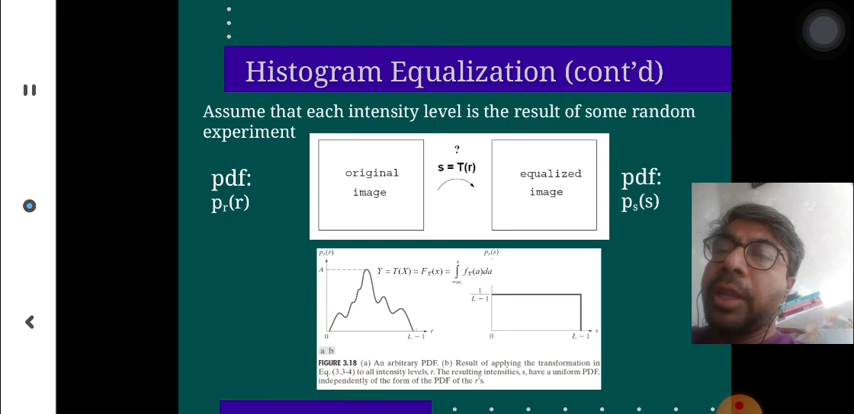 Histogram Equalization (cont'd)
Assume that each intensity level is the result of some random
experiment
pdf:
pᵣ(r)
original
image
?
s = T(r)
equalized
image
pdf:
pₛ(s)
pᵣ(r)
A
Y = T(X) = Fₓ(x) = ∫ fₓ(a)da
-∞
0
L – 1
r
pₛ(s)
1
L – 1
0
L – 1
s
a b
FIGURE 3.18 (a) An arbitrary PDF. (b) Result of applying the transformation in
Eq. (3.3-4) to all intensity levels, r. The resulting intensities, s, have a uniform PDF,
independently of the form of the PDF of the r's.